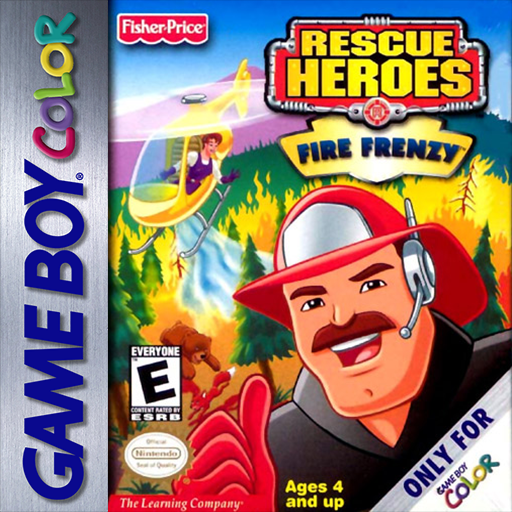 GAME BOY COLOR
Fisher-Price
RESCUE
HEROES
FIRE FRENZY
EVERYONE
E
CONTENT RATED BY
ESRB
Official
Nintendo
Seal of Quality
The Learning Company
Ages 4
and up
ONLY FOR
GAME BOY
COLOR